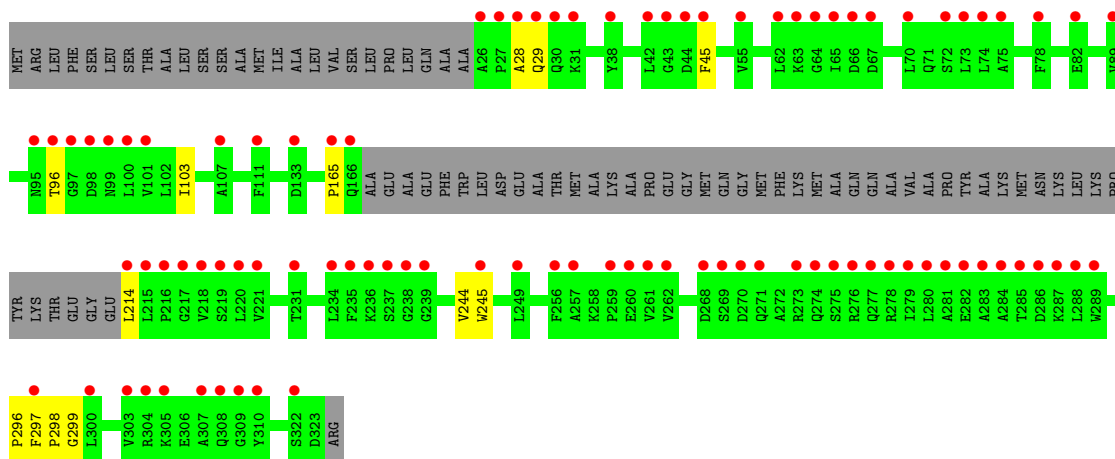 MET ARG LEU PHE SER LEU SER THR ALA LEU SER SER ALA MET ILE ALA LEU VAL SER LEU PRO LEU GLN ALA ALA A26 P27 A28 Q29 Q30 K31 Y38 L42 G43 D44 F45 V55 L62 K63 G64 I65 D66 D67 L70 Q71 S72 L73 L74 A75 F78 E82 V89
N95 T96 G97 D98 N99 L100 V101 L102 I103 A107 F111 D133 P165 Q166 ALA GLU ALA GLU PHE TRP LEU ASP GLU ALA THR MET ALA LYS ALA PRO GLU GLY MET GLN GLY MET PHE LYS MET ALA GLN GLN ALA VAL ALA PRO TYR ALA LYS MET ASN LYS LEU LYS PRO
TYR LYS THR GLU GLY GLU L214 L215 P216 G217 V218 S219 L220 V221 T231 L234 F235 K236 S237 G238 G239 V244 W245 L249 F256 A257 K258 P259 E260 V261 V262 D268 S269 D270 Q271 R273 Q274 S275 R276 Q277 R278 I279 L280 A281 E282 A283 A284 T285 D286 K287 L288 W289
P296 F297 P298 G299 L300 V303 R304 K305 E306 A307 Q308 G309 Y310 S322 D323 ARG